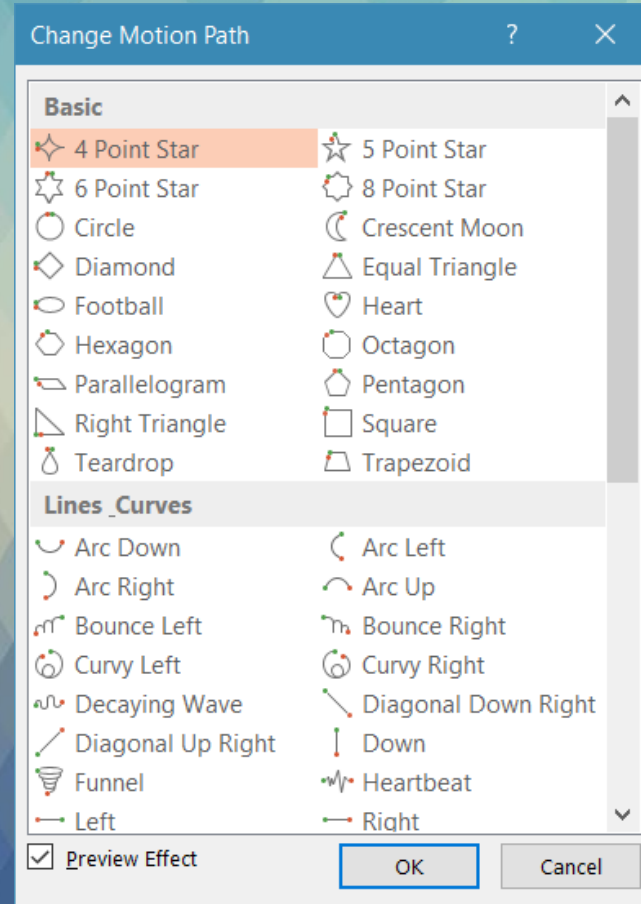 Change Motion Path ?
Basic
4 Point Star 5 Point Star
6 Point Star 8 Point Star
Circle Crescent Moon
Diamond Equal Triangle
Football Heart
Hexagon Octagon
Parallelogram Pentagon
Right Triangle Square
Teardrop Trapezoid
Lines _Curves
Arc Down Arc Left
Arc Right Arc Up
Bounce Left Bounce Right
Curvy Left Curvy Right
Decaying Wave Diagonal Down Right
Diagonal Up Right Down
Funnel Heartbeat
Left Right
Preview Effect OK Cancel